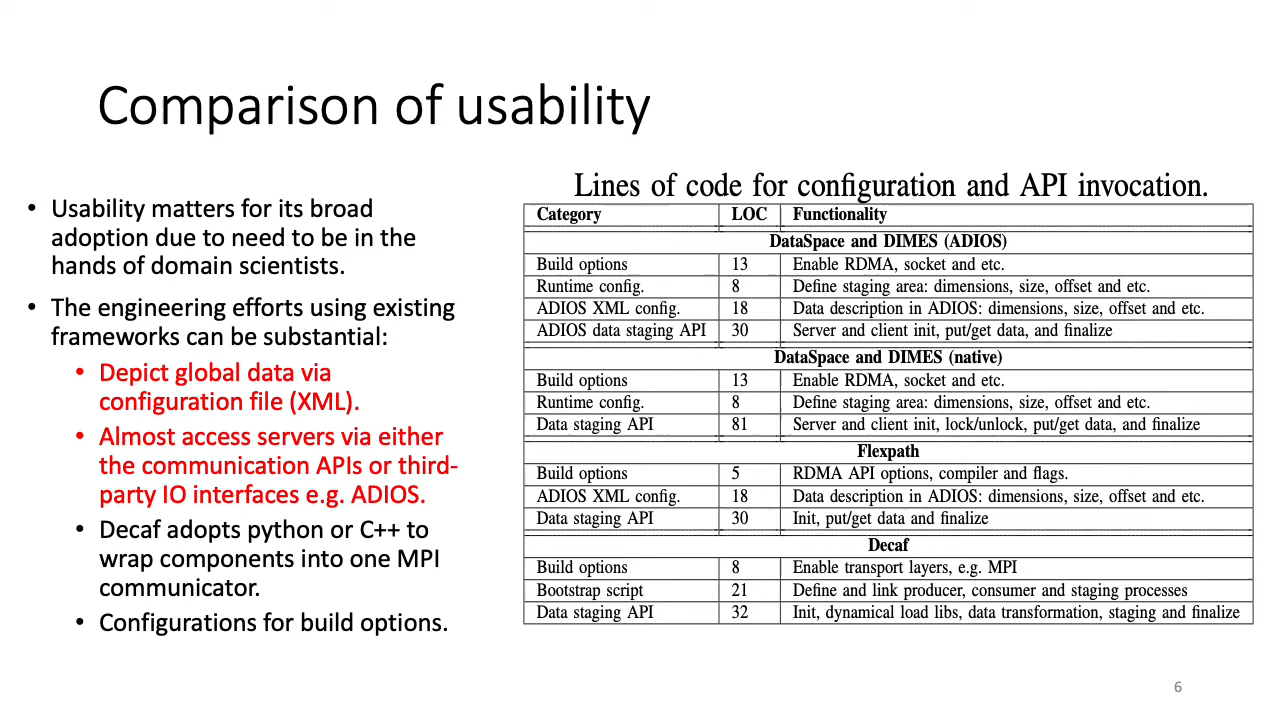 Comparison of usability
• Usability matters for its broad
adoption due to need to be in the
hands of domain scientists.
• The engineering efforts using existing
frameworks can be substantial:
• Depict global data via
configuration file (XML).
• Almost access servers via either
the communication APIs or third-
party IO interfaces e.g. ADIOS.
• Decaf adopts python or C++ to
wrap components into one MPI
communicator.
• Configurations for build options.
Lines of code for configuration and API invocation.
Category LOC Functionality
DataSpace and DIMES (ADIOS)
Build options 13 Enable RDMA, socket and etc.
Runtime config. 8 Define staging area: dimensions, size, offset and etc.
ADIOS XML config. 18 Data description in ADIOS: dimensions, size, offset and etc.
ADIOS data staging API 30 Server and client init, put/get data, and finalize
DataSpace and DIMES (native)
Build options 13 Enable RDMA, socket and etc.
Runtime config. 8 Define staging area: dimensions, size, offset and etc.
Data staging API 81 Server and client init, lock/unlock, put/get data, and finalize
Flexpath
Build options 5 RDMA API options, compiler and flags.
ADIOS XML config. 18 Data description in ADIOS: dimensions, size, offset and etc.
Data staging API 30 Init, put/get data and finalize
Decaf
Build options 8 Enable transport layers, e.g. MPI
Bootstrap script 21 Define and link producer, consumer and staging processes
Data staging API 32 Init, dynamical load libs, data transformation, staging and finalize
6